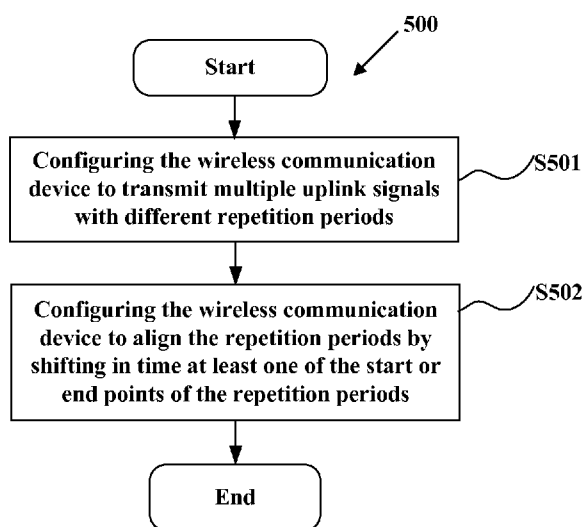 500
Start
Configuring the wireless communication
device to transmit multiple uplink signals
with different repetition periods
S501
Configuring the wireless communication
device to align the repetition periods by
shifting in time at least one of the start or
end points of the repetition periods
S502
End